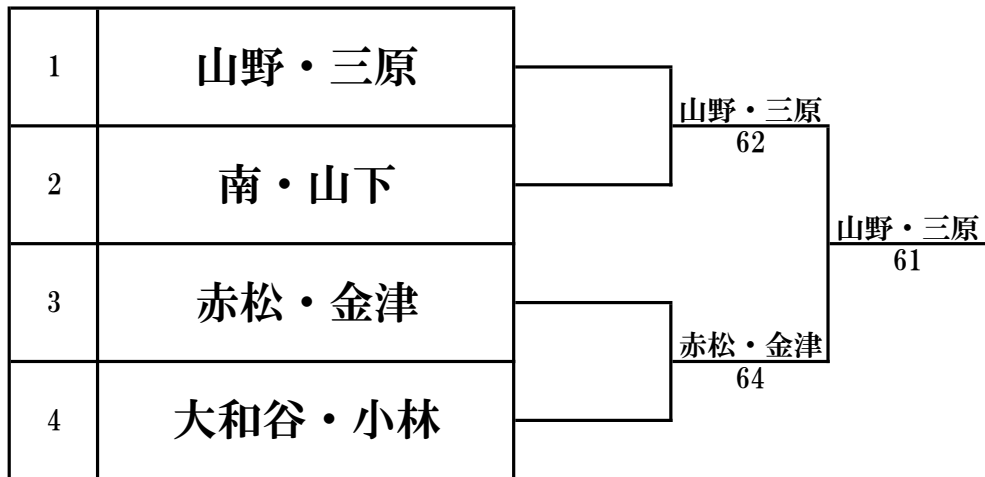 1 山野・三原
2 南・山下
3 赤松・金津
4 大和谷・小林
山野・三原
62
赤松・金津
64
山野・三原
61